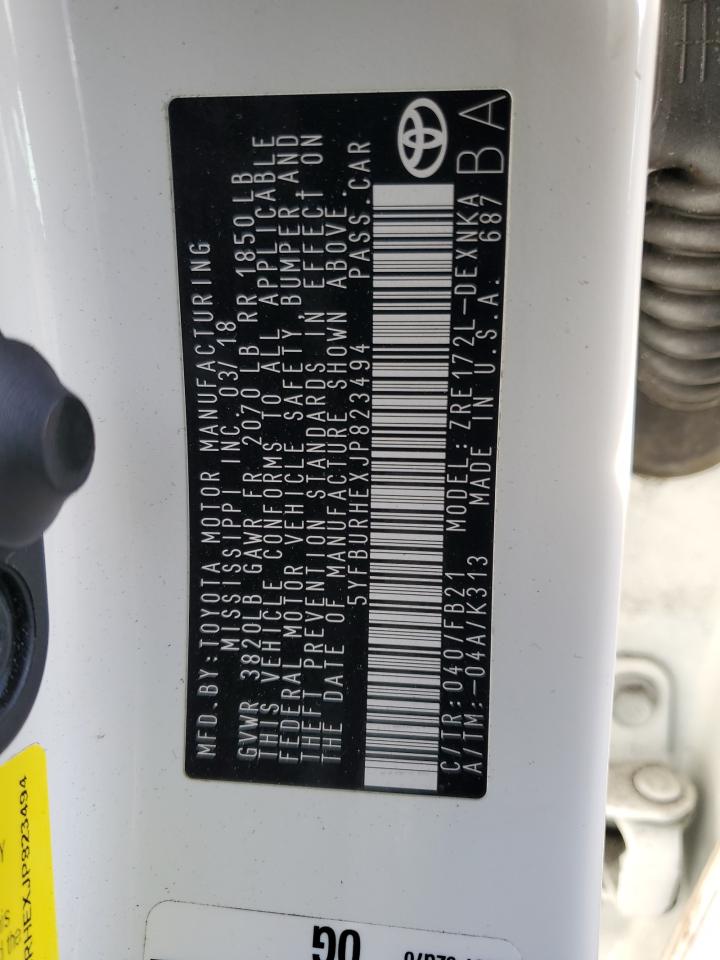 MFD.BY:TOYOTA MOTOR MANUFACTURING
MISSISSIPPI INC. 03/18
GVWR 3820LB GAWR FR 2070 LB RR 1850 LB
THIS VEHICLE CONFORMS TO ALL APPLICABLE
FEDERAL MOTOR VEHICLE SAFETY, BUMPER AND
THEFT PREVENTION STANDARDS IN EFFECT ON
THE DATE OF MANUFACTURE SHOWN ABOVE.
5YFBURHEXJP823494 PASS.CAR
C/TR:040/FB21 MODEL:ZRE172L-DEXNKA
A/TM:-04A/K313 MADE IN U.S.A. 687
BA
RHEXJP823494
OG